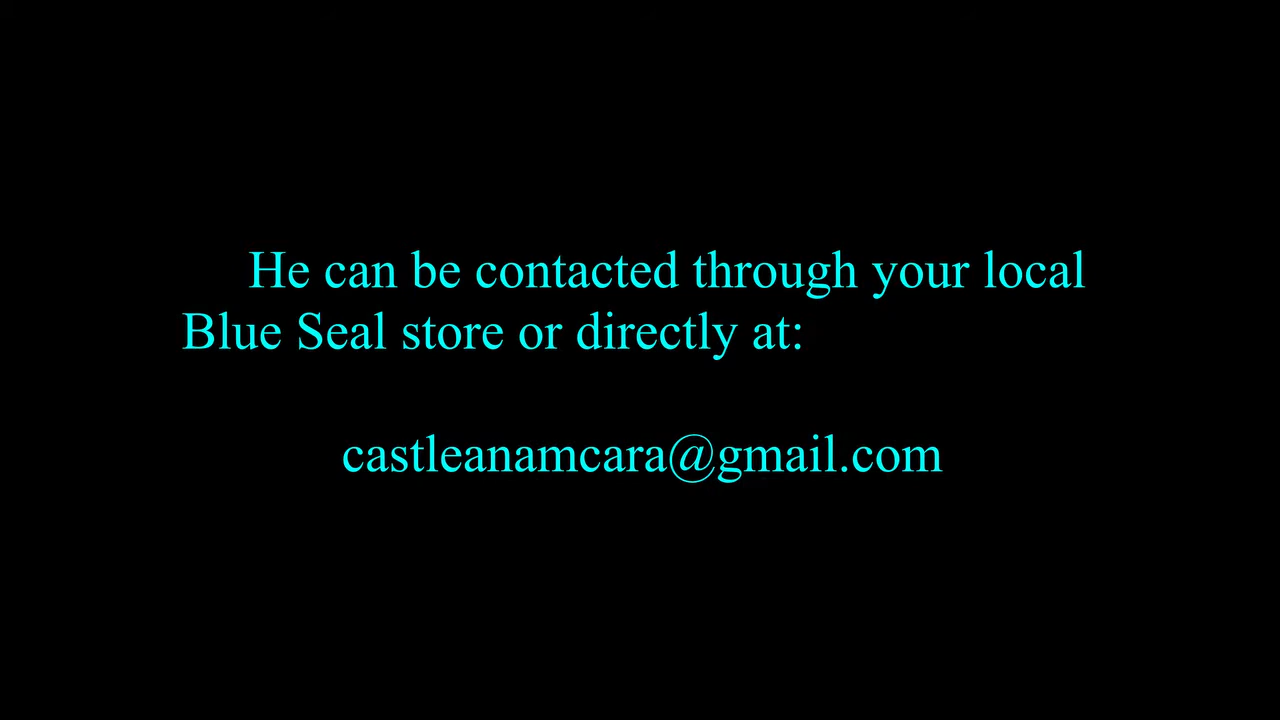 He can be contacted through your local
Blue Seal store or directly at:
castleanamcara@gmail.com